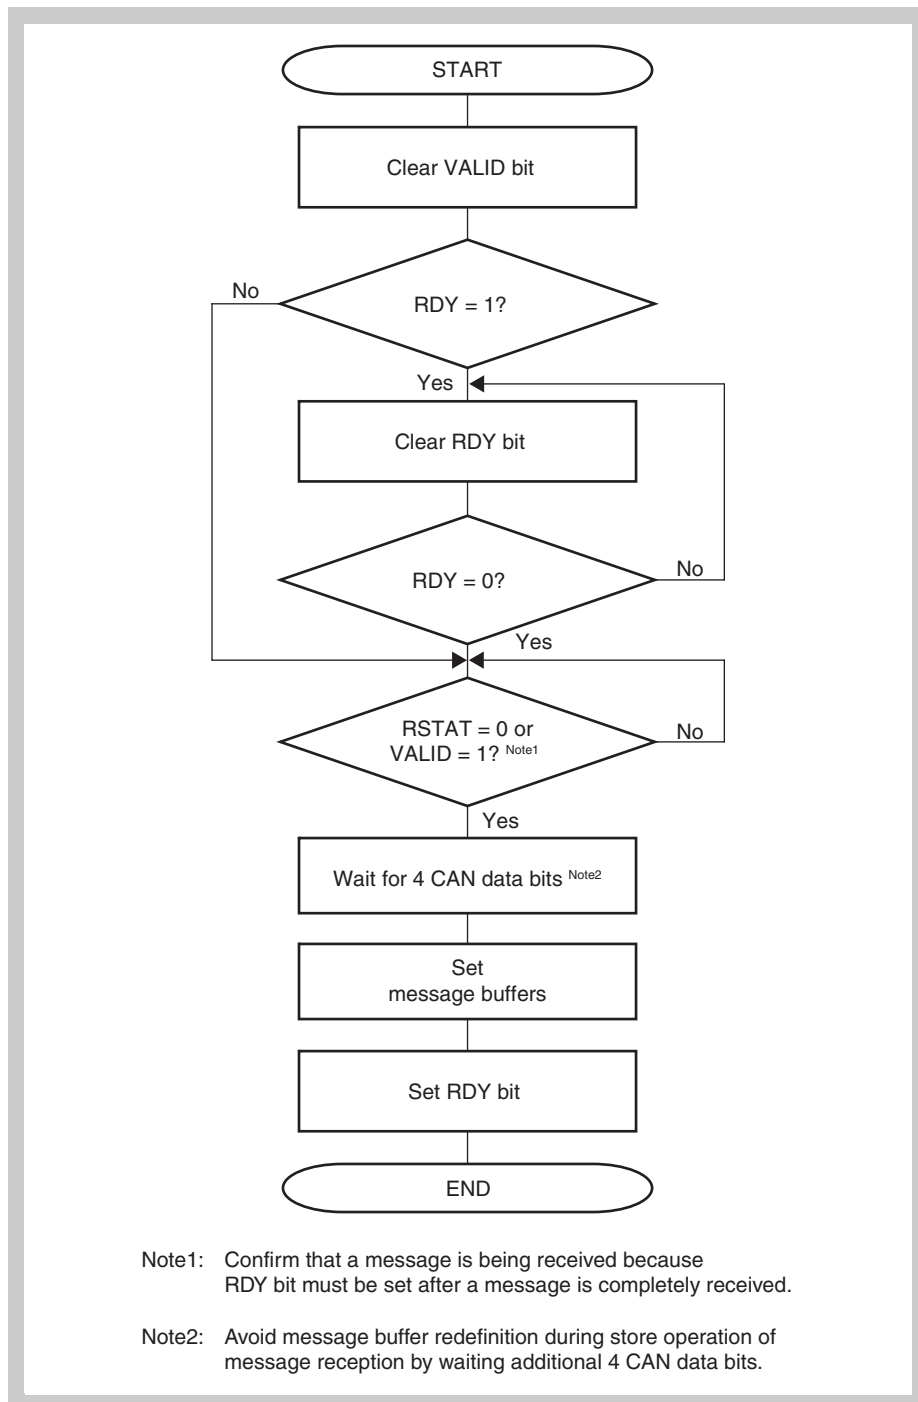 START
Clear VALID bit
No
RDY = 1?
Yes
Clear RDY bit
RDY = 0?
No
Yes
RSTAT = 0 or
VALID = 1? Note1
No
Yes
Wait for 4 CAN data bits Note2
Set
message buffers
Set RDY bit
END
Note1: Confirm that a message is being received because
RDY bit must be set after a message is completely received.
Note2: Avoid message buffer redefinition during store operation of
message reception by waiting additional 4 CAN data bits.